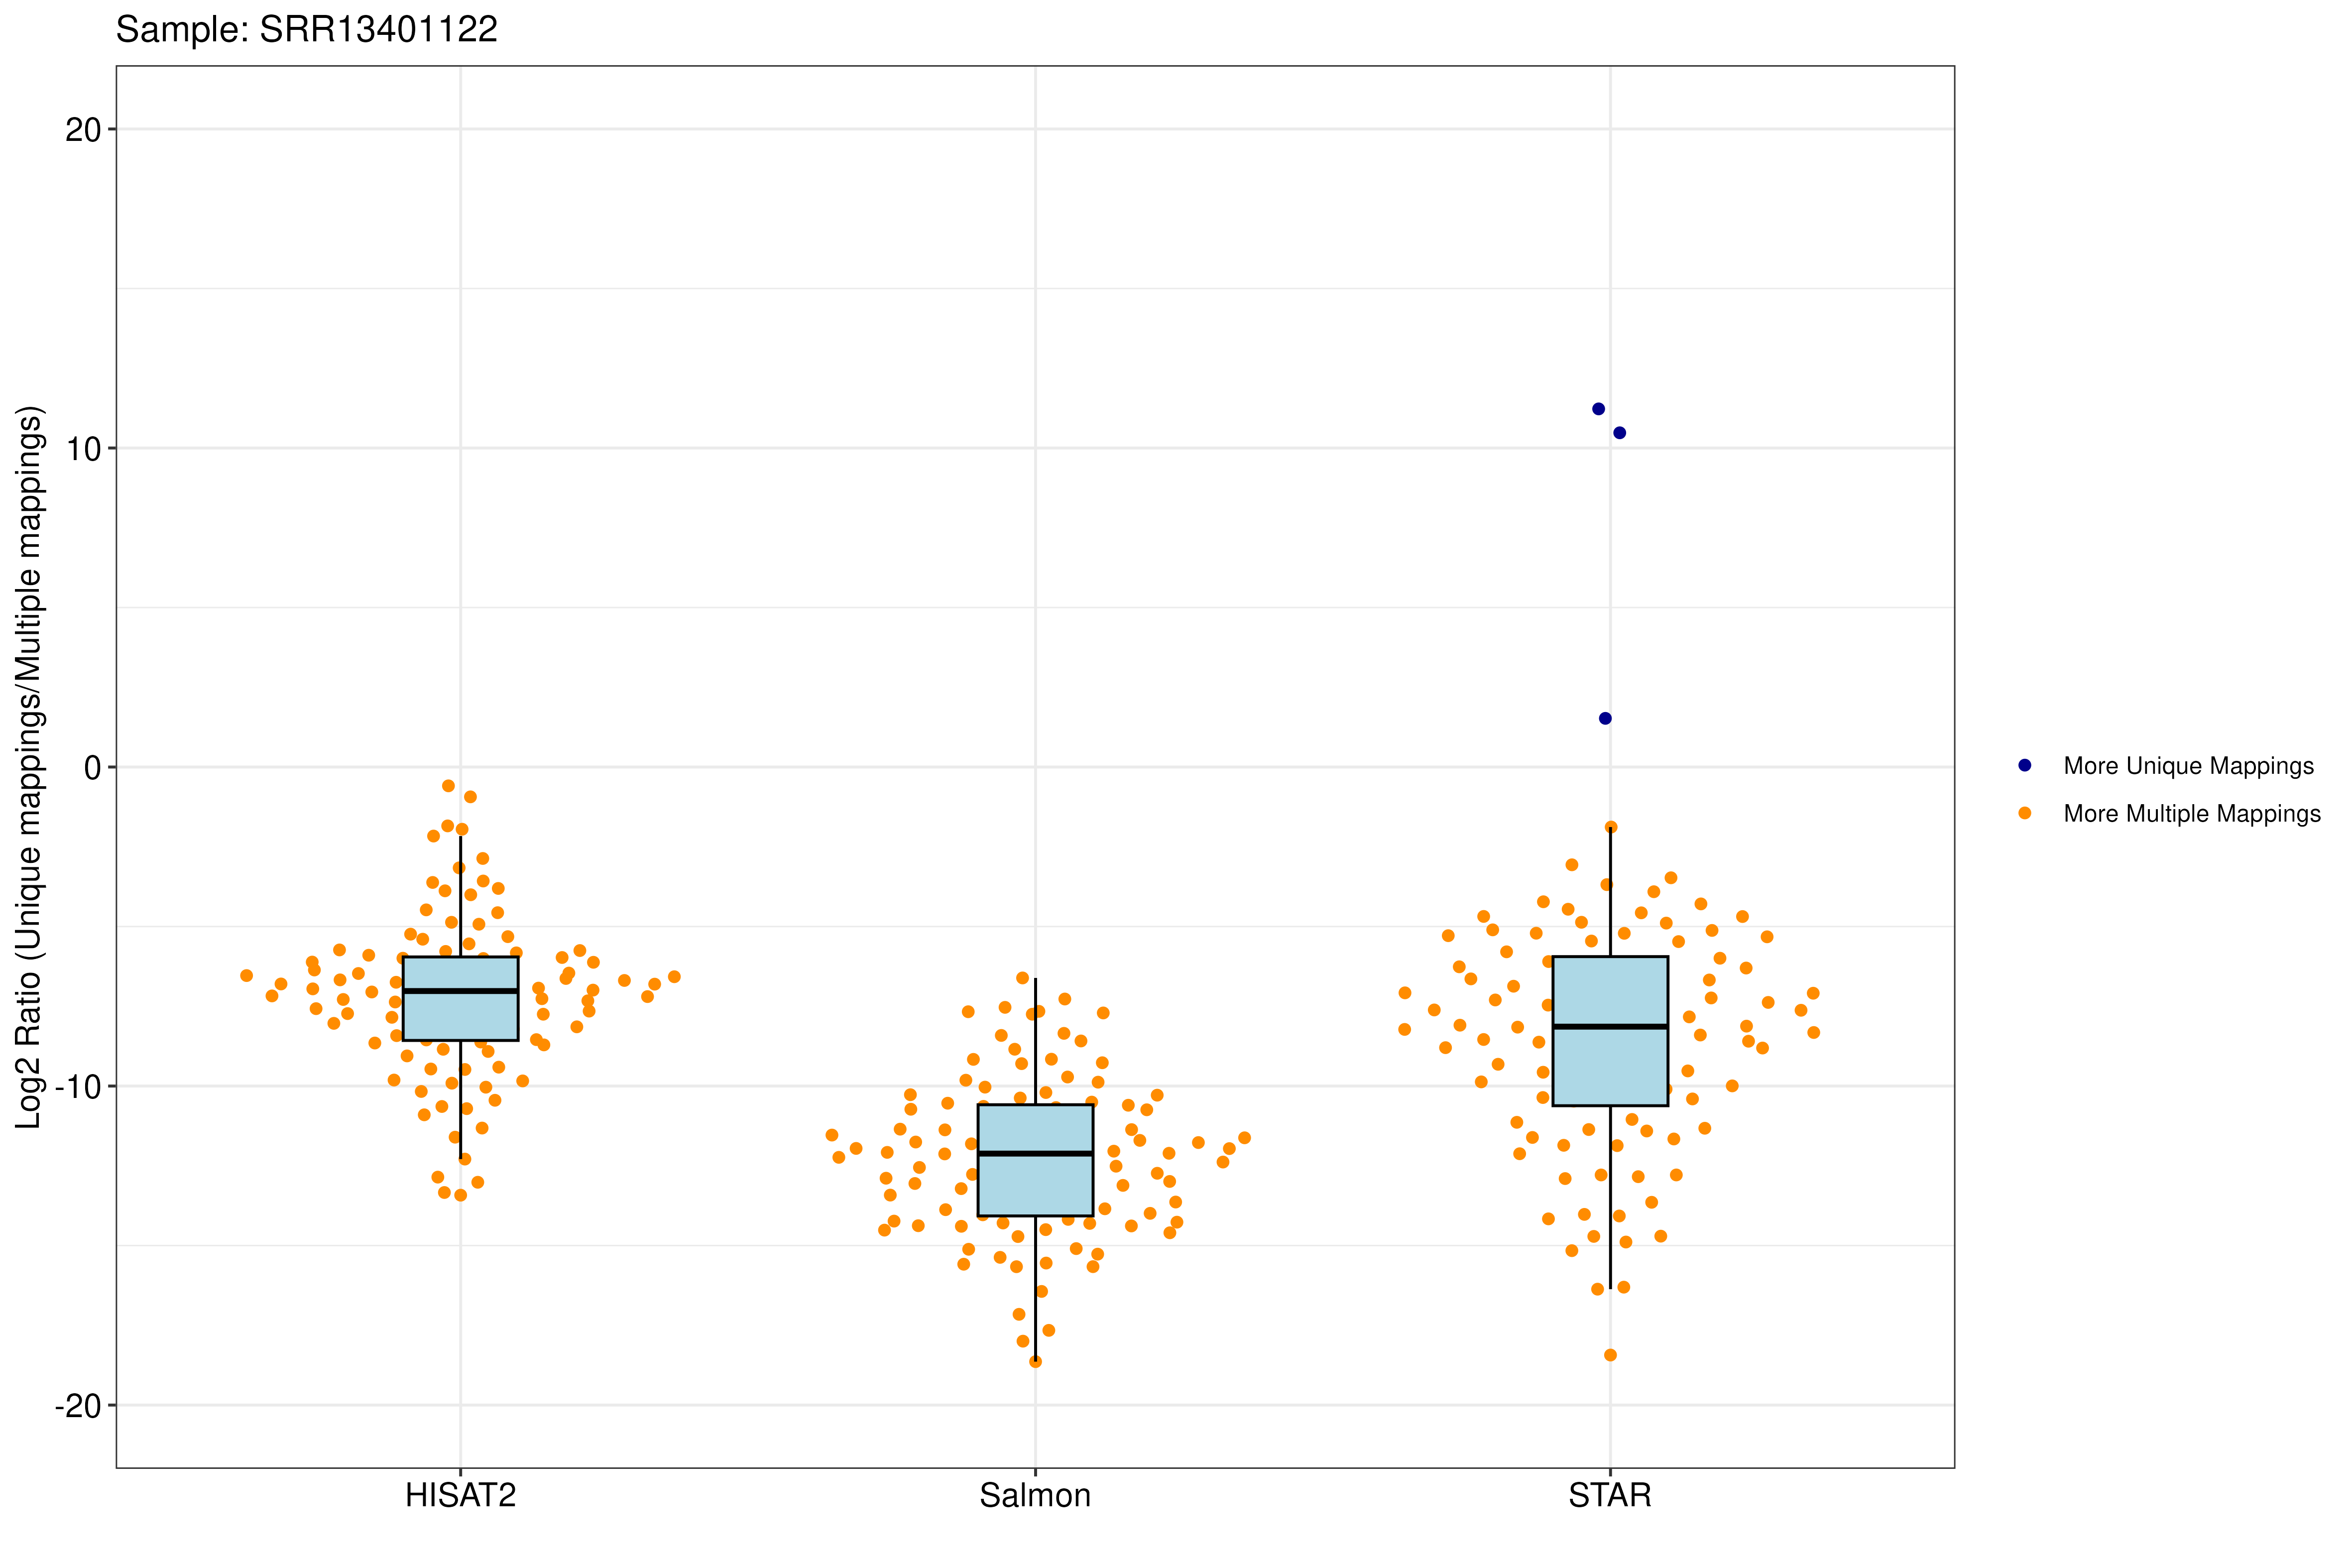 Sample: SRR13401122
Log2 Ratio (Unique mappings/Multiple mappings)
20
10
0
-10
-20
HISAT2
Salmon
STAR
More Unique Mappings
More Multiple Mappings